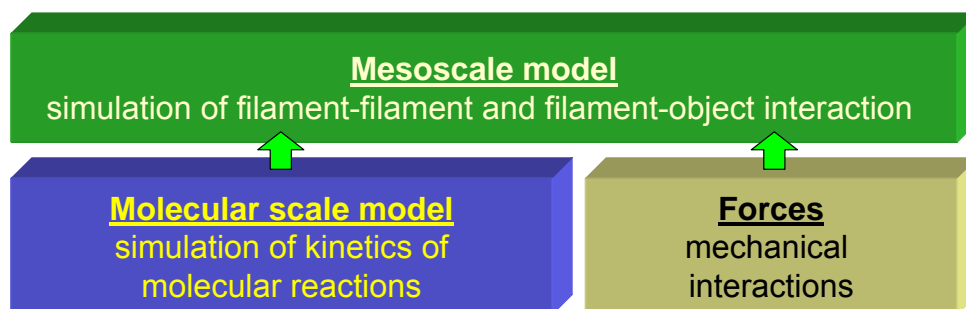 Mesoscale model
simulation of filament-filament and filament-object interaction
Molecular scale model
simulation of kinetics of
molecular reactions
Forces
mechanical
interactions